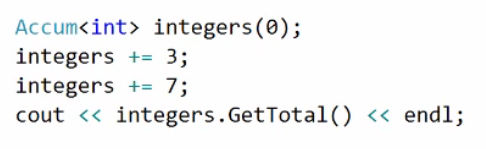 Accum<int> integers(0);
integers += 3;
integers += 7;
cout << integers.GetTotal() << endl;